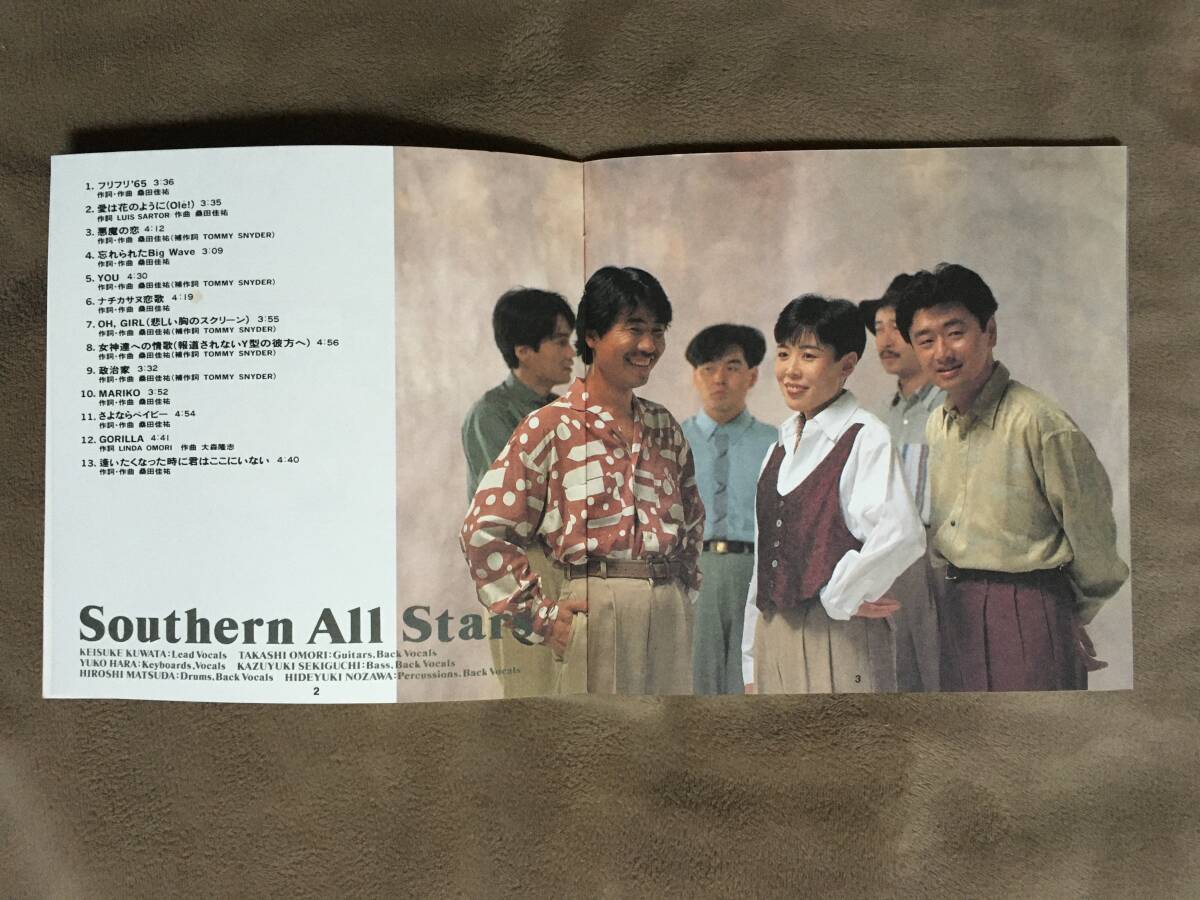 1. フリフリ'65 3:36
作詞・作曲 桑田佳祐
2. 愛は花のように(Olé!) 3:35
作詞 LUIS SARTOR 作曲 桑田佳祐
3. 悪魔の恋 4:12
作詞・作曲 桑田佳祐(補作詞 TOMMY SNYDER)
4. 忘れられたBig Wave 3:09
作詞・作曲 桑田佳祐
5. YOU 4:30
作詞・作曲 桑田佳祐(補作詞 TOMMY SNYDER)
6. ナチカサヌ恋歌 4:19
作詞・作曲 桑田佳祐
7. OH, GIRL(悲しい胸のスクリーン) 3:55
作詞・作曲 桑田佳祐(補作詞 TOMMY SNYDER)
8. 女神達への情歌(報道されないY型の彼方へ) 4:56
作詞・作曲 桑田佳祐(補作詞 TOMMY SNYDER)
9. 政治家 3:32
作詞・作曲 桑田佳祐(補作詞 TOMMY SNYDER)
10. MARIKO 3:52
作詞・作曲 桑田佳祐
11. さよならベイビー 4:54
作詞・作曲 桑田佳祐
12. GORILLA 4:41
作詞 LINDA OMORI 作曲 大森隆志
13. 逢いたくなった時に君はここにいない 4:40
作詞・作曲 桑田佳祐
Southern All Stars
KEISUKE KUWATA:Lead Vocals TAKASHI OMORI:Guitars, Back Vocals
YUKO HARA:Keyboards, Vocals KAZUYUKI SEKIGUCHI:Bass, Back Vocals
HIROSHI MATSUDA:Drums, Back Vocals HIDEYUKI NOZAWA:Percussions, Back Vocals
2
3